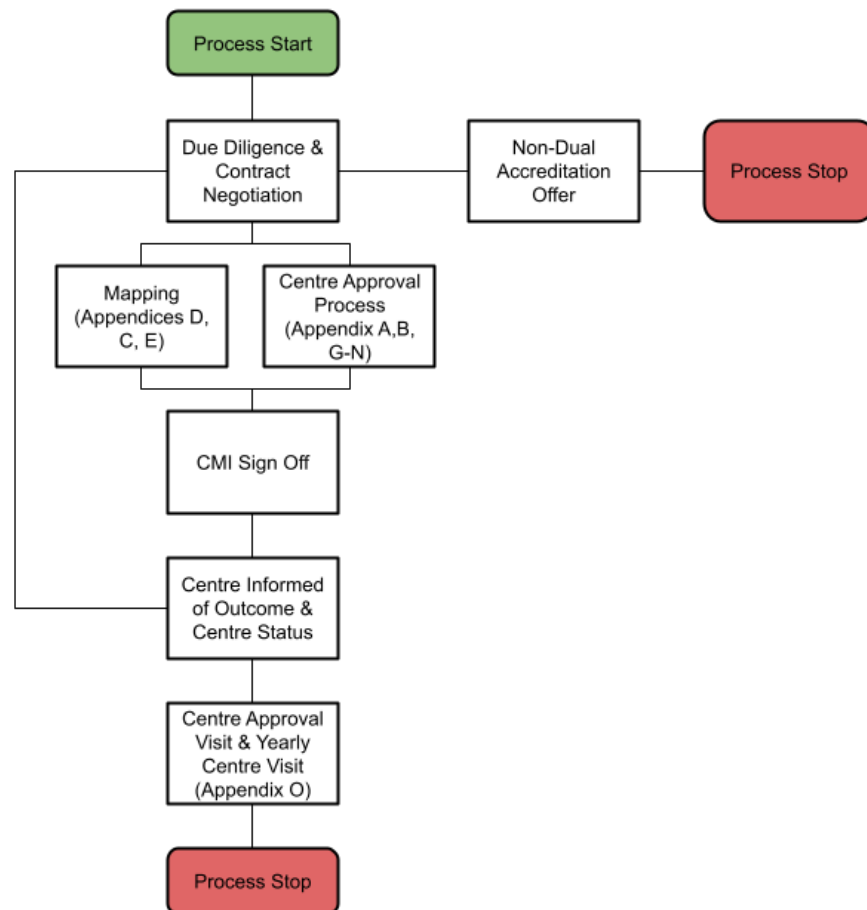 Process Start
Due Diligence &
Contract
Negotiation
Non-Dual
Accreditation
Offer
Process Stop
Mapping
(Appendices D,
C, E)
Centre Approval
Process
(Appendix A,B,
G-N)
CMI Sign Off
Centre Informed
of Outcome &
Centre Status
Centre Approval
Visit & Yearly
Centre Visit
(Appendix O)
Process Stop